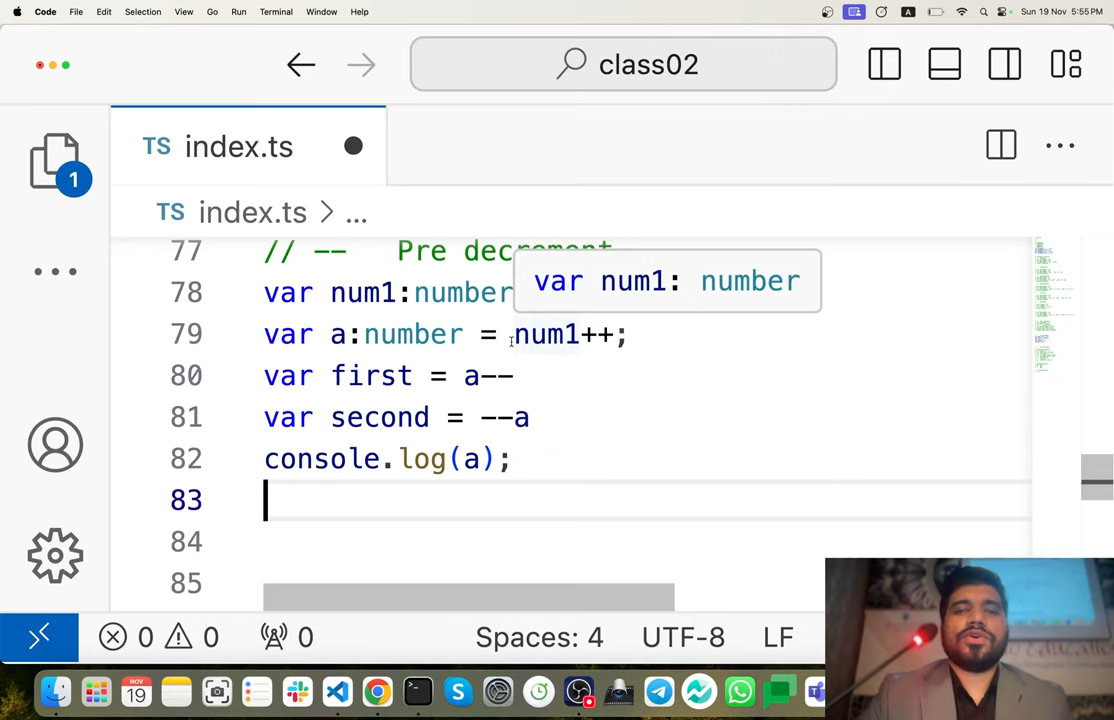 Code File Edit Selection View Go Run Terminal Window Help A Sun 19 Nov 5:55PM
class02
TS index.ts
1
TS index.ts > ...
77 // -- Pre decrement
var num1: number
78 var num1:number
79 var a:number = num1++;
80 var first = a--
81 var second = --a
82 console.log(a);
83
84
85
0 0 0 Spaces: 4 UTF-8 LF
NOV 19